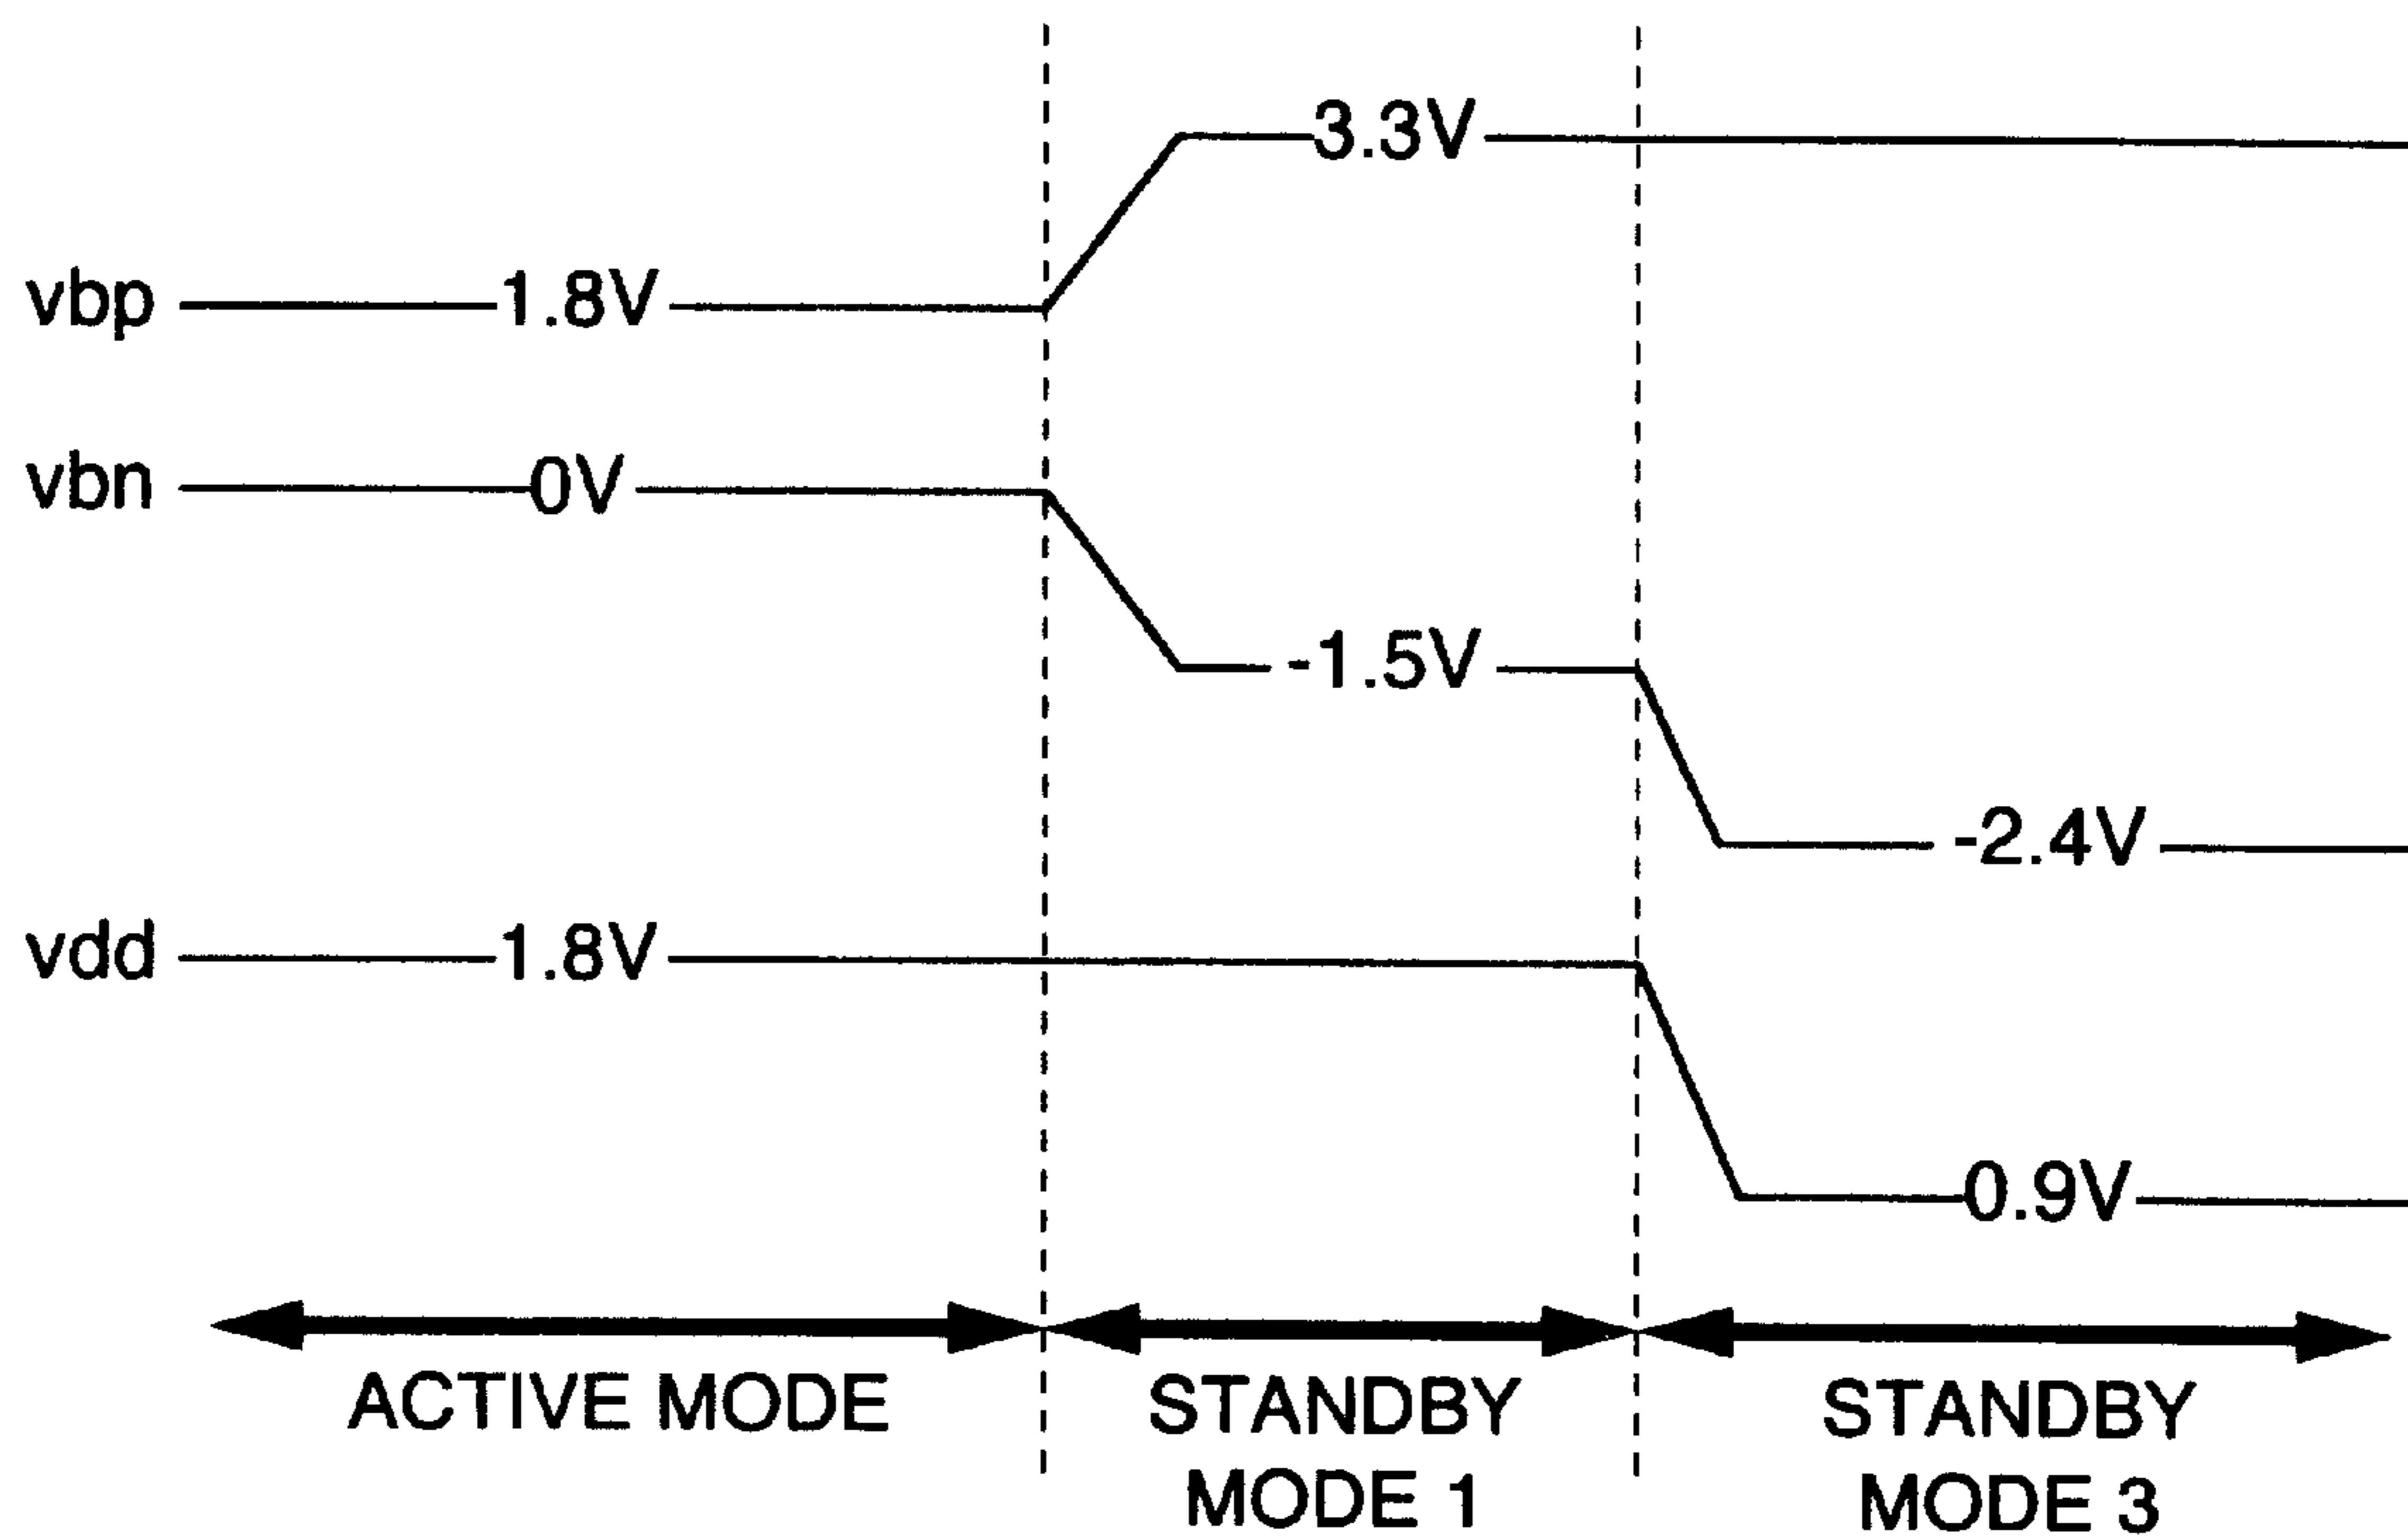 3.3V
vbp 1.8V
vbn 0V
-1.5V
-2.4V
vdd 1.8V
0.9V
ACTIVE MODE STANDBY MODE 1 STANDBY MODE 3